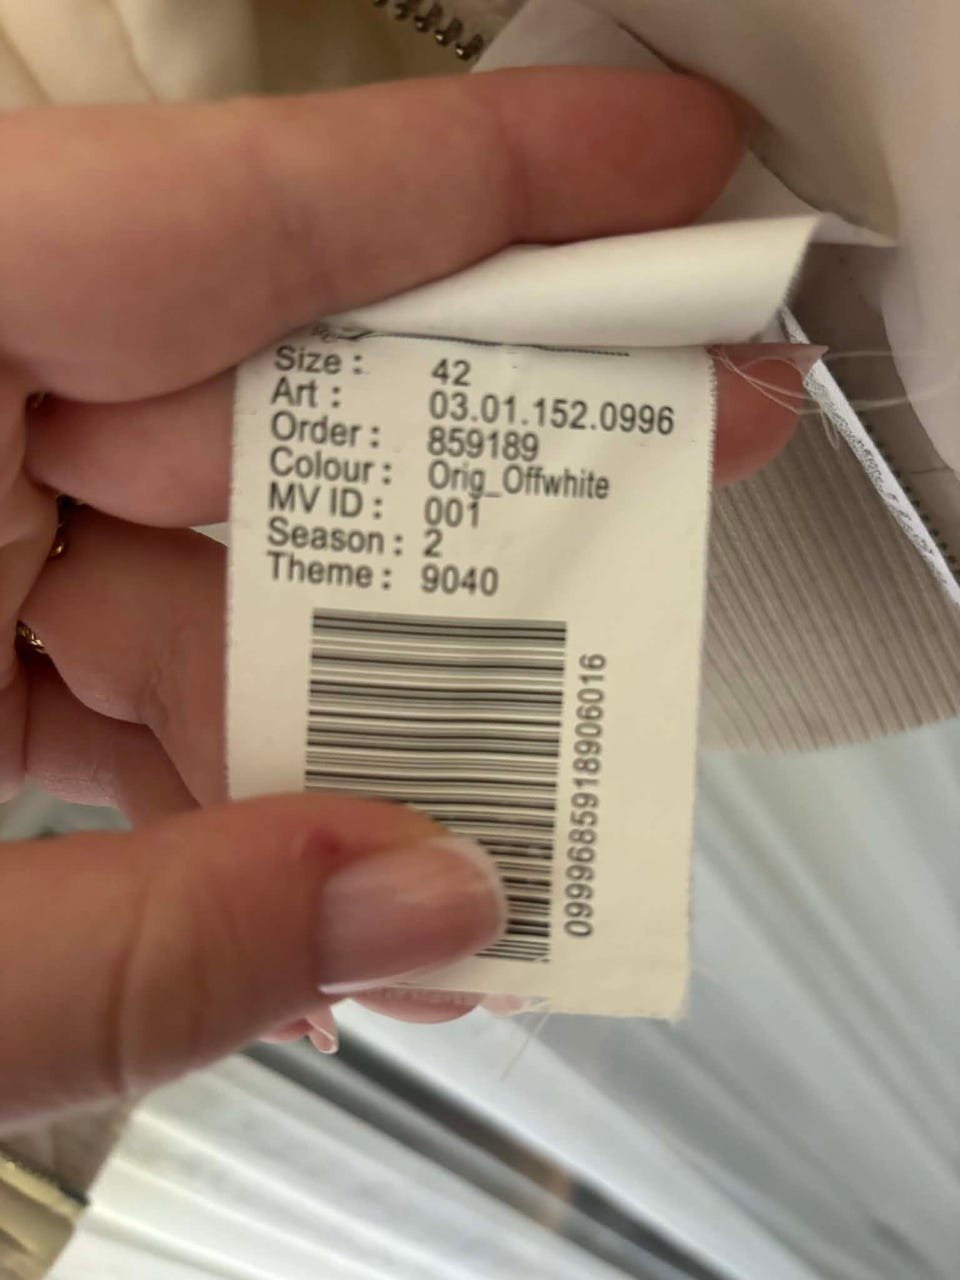 Size : 42
Art : 03.01.152.0996
Order : 859189
Colour : Orig_Offwhite
MV ID : 001
Season : 2
Theme : 9040
0999685918906016